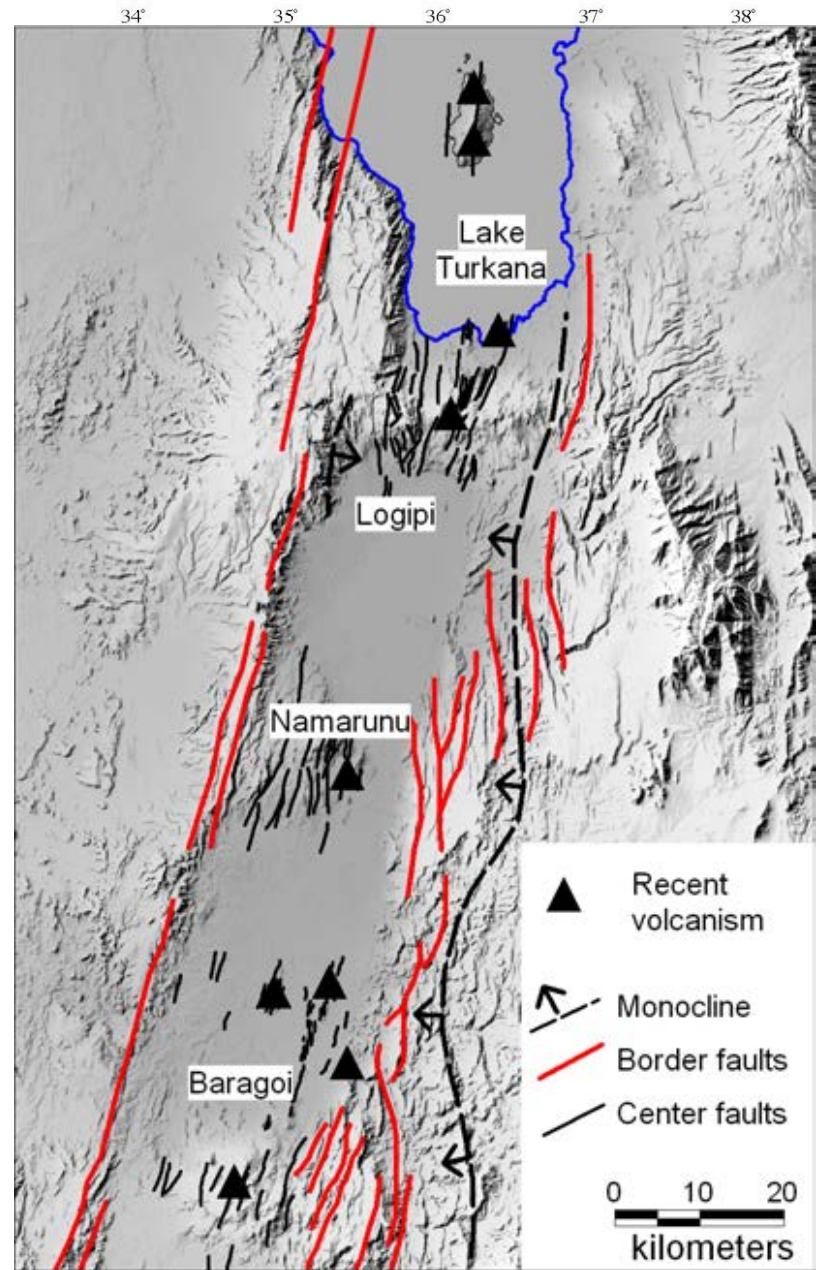 34° 35° 36° 37° 38°
Lake
Turkana
Logipi
Namarunu
Baragoi
Recent
volcanism
Monocline
Border faults
Center faults
0 10 20
kilometers